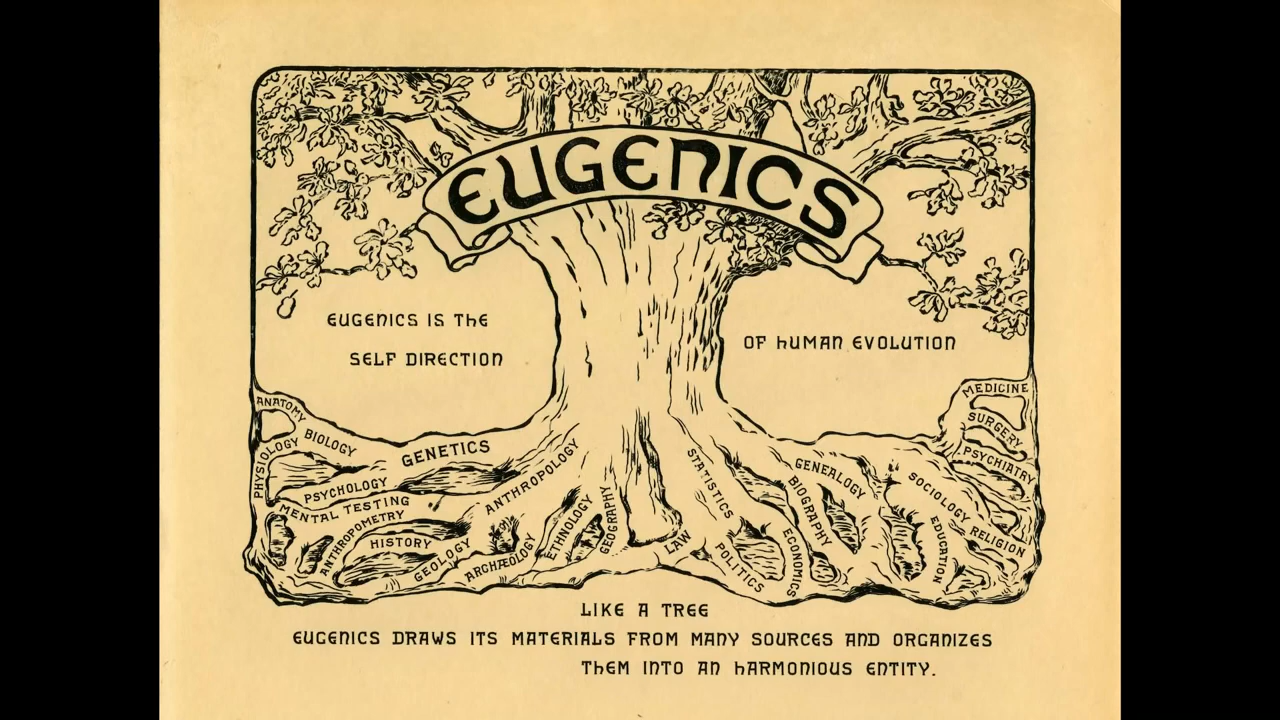 EUGENICS
EUGENICS IS THE
SELF DIRECTION
OF HUMAN EVOLUTION
ANATOMY
PHYSIOLOGY
BIOLOGY
GENETICS
PSYCHOLOGY
MENTAL TESTING
ANTHROPOMETRY
HISTORY
GEOLOGY
ANTHROPOLOGY
ARCHÆOLOGY
ETHNOLOGY
GEOGRAPHY
LAW
STATISTICS
POLITICS
ECONOMICS
BIOGRAPHY
GENEALOGY
EDUCATION
SOCIOLOGY
RELIGION
PSYCHIATRY
SURGERY
MEDICINE
LIKE A TREE
EUGENICS DRAWS ITS MATERIALS FROM MANY SOURCES AND ORGANIZES
THEM INTO AN HARMONIOUS ENTITY.